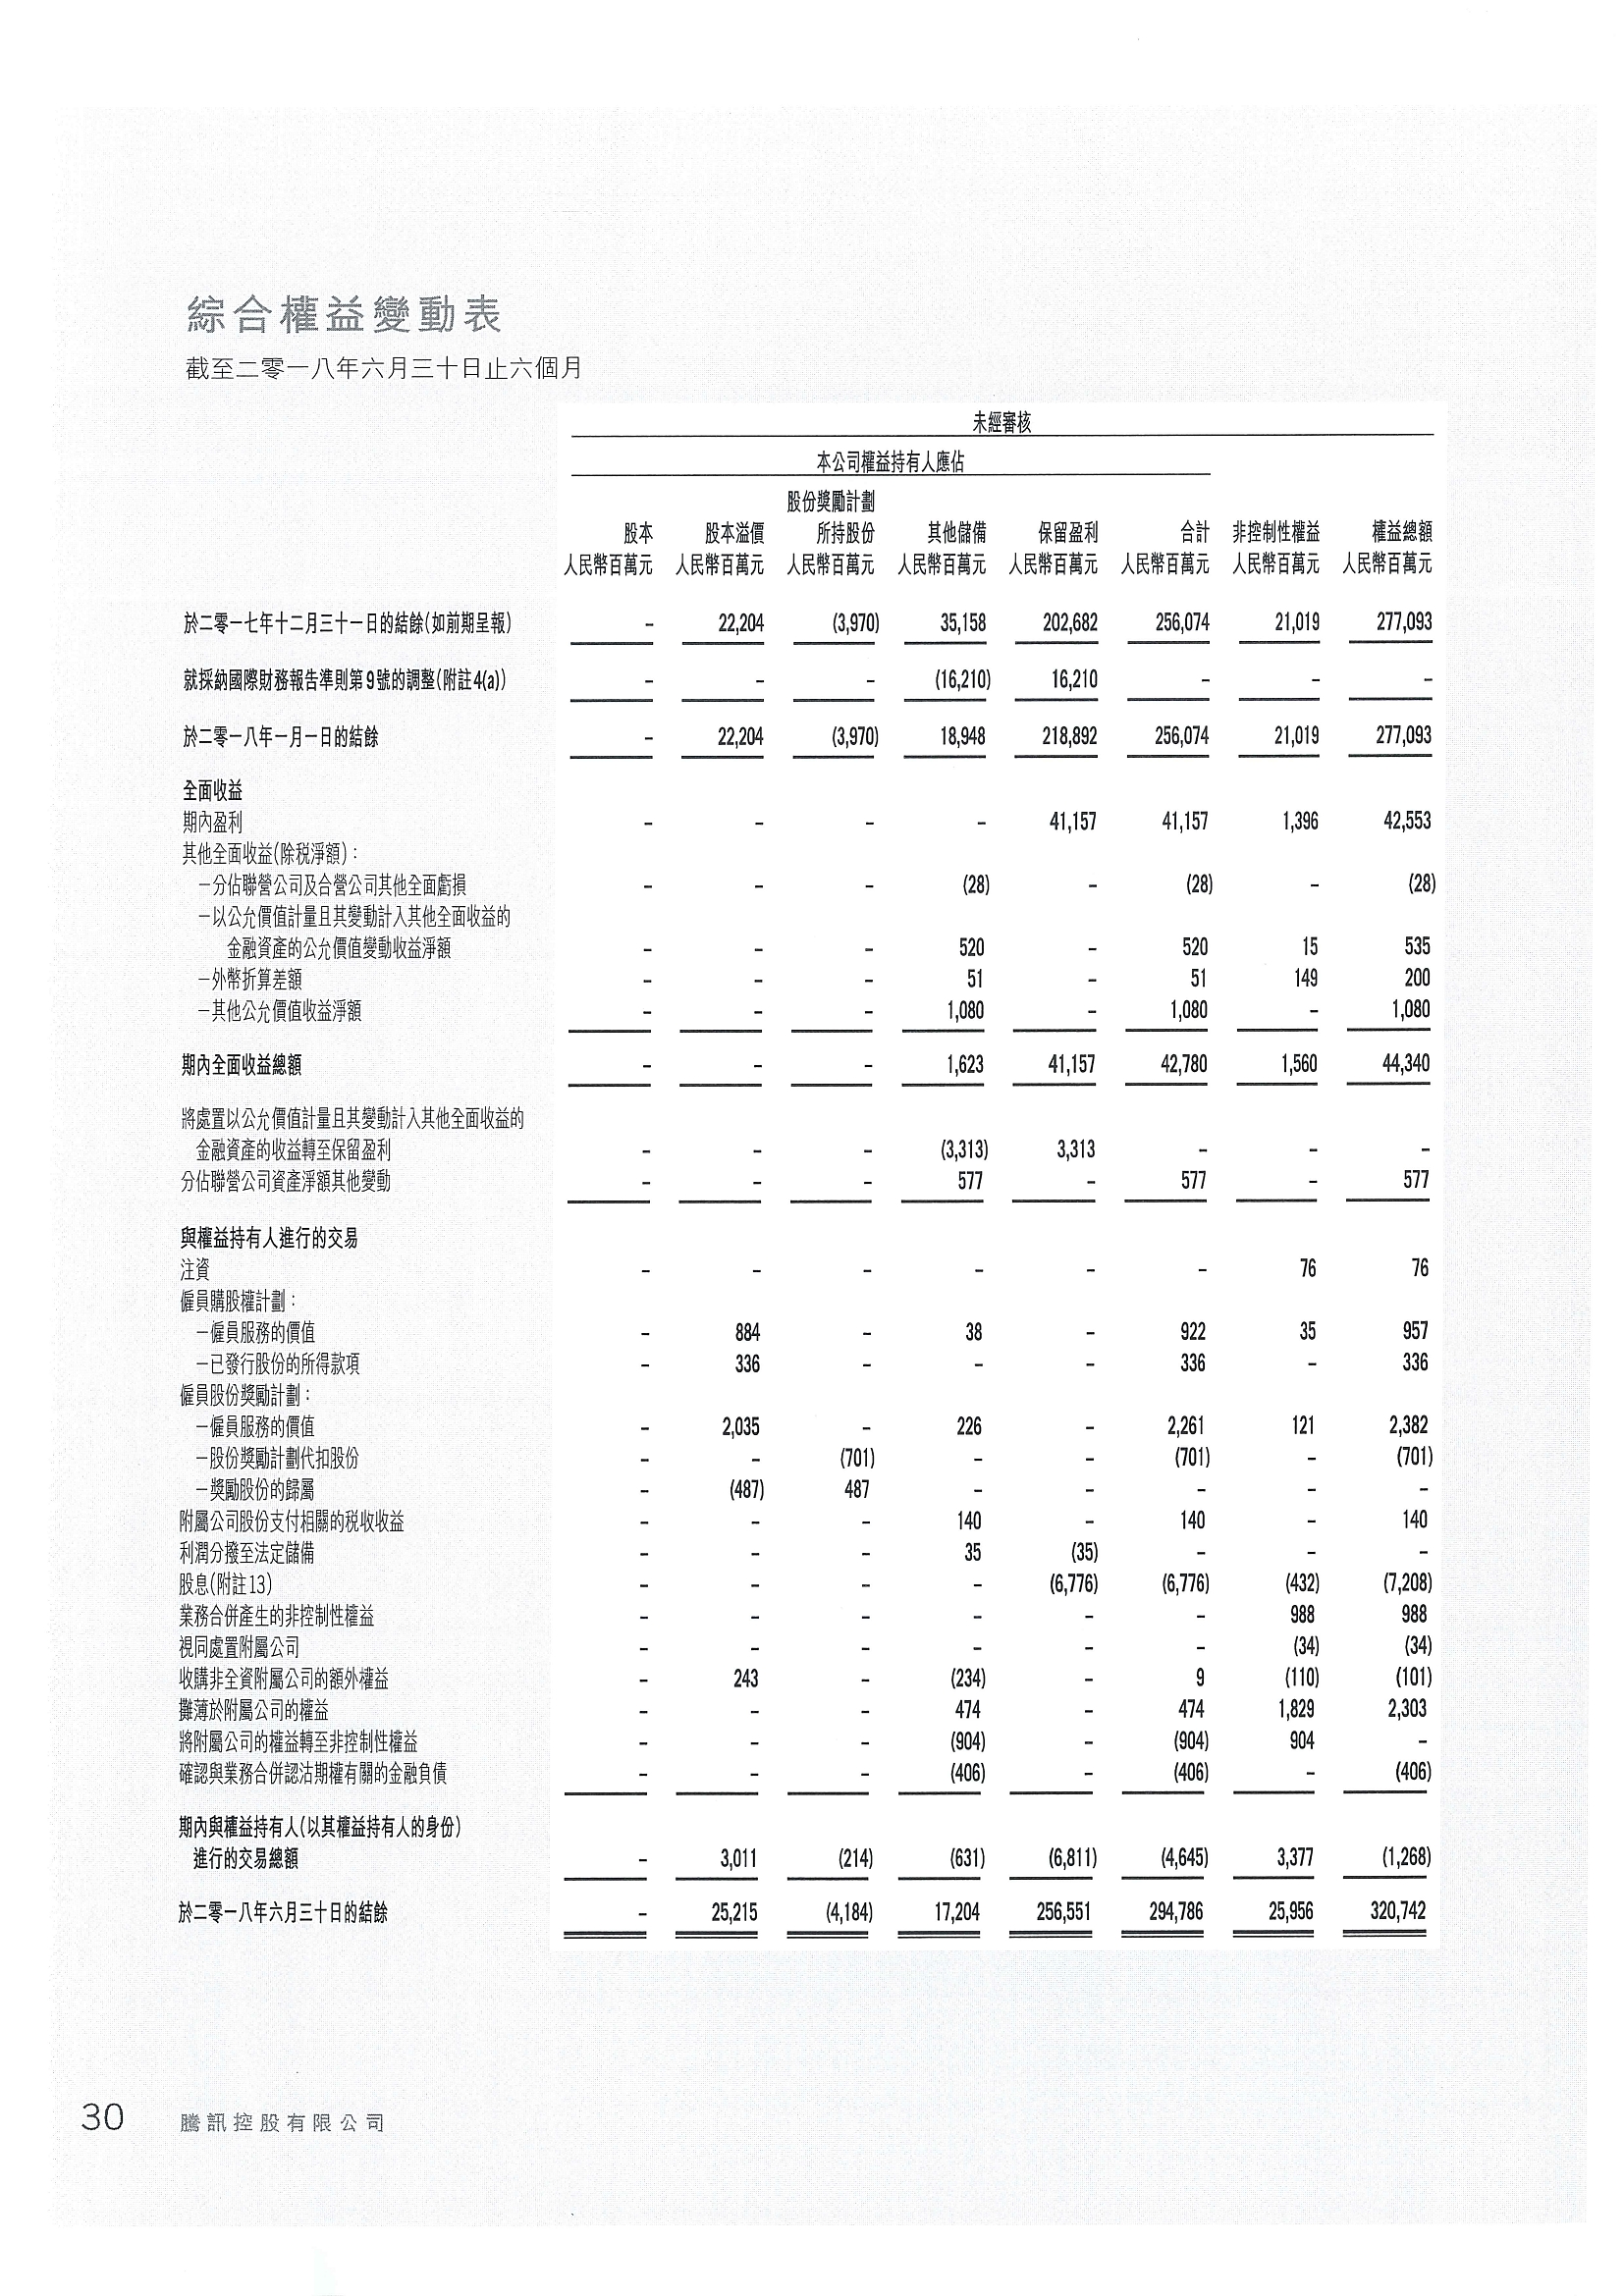 綜合權益變動表
截至二零一八年六月三十日止六個月
未經審核
本公司權益持有人應佔
股份獎勵計劃
股本 股本溢價 所持股份 其他儲備 保留盈利 合計 非控制性權益 權益總額
人民幣百萬元 人民幣百萬元 人民幣百萬元 人民幣百萬元 人民幣百萬元 人民幣百萬元 人民幣百萬元 人民幣百萬元
於二零一七年十二月三十一日的結餘(如前期呈報) – 22,204 (3,970) 35,158 202,682 256,074 21,019 277,093
就採納國際財務報告準則第9號的調整(附註4(a)) – – – (16,210) 16,210 – – –
於二零一八年一月一日的結餘 – 22,204 (3,970) 18,948 218,892 256,074 21,019 277,093
全面收益
期內盈利 – – – – 41,157 41,157 1,396 42,553
其他全面收益(除稅淨額)：
－分佔聯營公司及合營公司其他全面虧損 – – – (28) – (28) – (28)
－以公允價值計量且其變動計入其他全面收益的
金融資產的公允價值變動收益淨額 – – – 520 – 520 15 535
－外幣折算差額 – – – 51 – 51 149 200
－其他公允價值收益淨額 – – – 1,080 – 1,080 – 1,080
期內全面收益總額 – – – 1,623 41,157 42,780 1,560 44,340
將處置以公允價值計量且其變動計入其他全面收益的
金融資產的收益轉至保留盈利 – – – (3,313) 3,313 – – –
分佔聯營公司資產淨額其他變動 – – – 577 – 577 – 577
與權益持有人進行的交易
注資 – – – – – – 76 76
僱員購股權計劃：
－僱員服務的價值 – 884 – 38 – 922 35 957
－已發行股份的所得款項 – 336 – – – 336 – 336
僱員股份獎勵計劃：
－僱員服務的價值 – 2,035 – 226 – 2,261 121 2,382
－股份獎勵計劃代扣股份 – – (701) – – (701) – (701)
－獎勵股份的歸屬 – (487) 487 – – – – –
附屬公司股份支付相關的稅收收益 – – – 140 – 140 – 140
利潤分撥至法定儲備 – – – 35 (35) – – –
股息(附註13) – – – – (6,776) (6,776) (432) (7,208)
業務合併產生的非控制性權益 – – – – – – 988 988
視同處置附屬公司 – – – – – – (34) (34)
收購非全資附屬公司的額外權益 – 243 – (234) – 9 (110) (101)
攤薄於附屬公司的權益 – – – 474 – 474 1,829 2,303
將附屬公司的權益轉至非控制性權益 – – – (904) – (904) 904 –
確認與業務合併認沽期權有關的金融負債 – – – (406) – (406) – (406)
期內與權益持有人(以其權益持有人的身份)
進行的交易總額 – 3,011 (214) (631) (6,811) (4,645) 3,377 (1,268)
於二零一八年六月三十日的結餘 – 25,215 (4,184) 17,204 256,551 294,786 25,956 320,742
30 騰訊控股有限公司